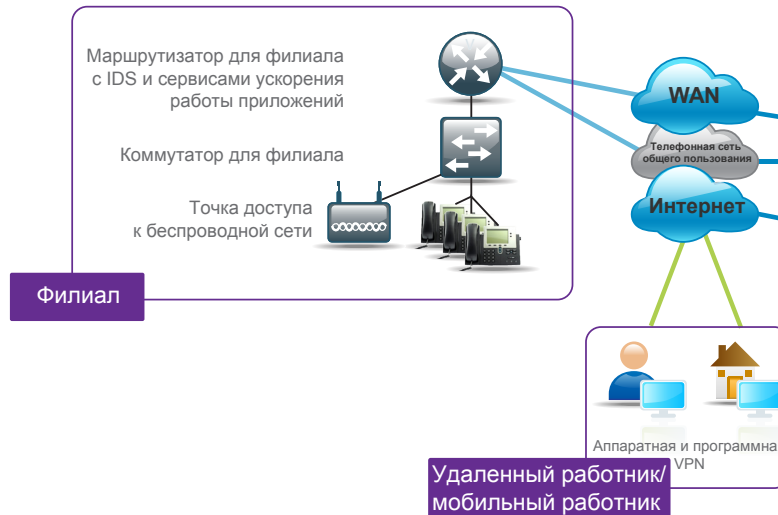 Маршрутизатор для филиала
с IDS и сервисами ускорения
работы приложений
Коммутатор для филиала
Точка доступа
к беспроводной сети
Филиал
WAN
Телефонная сеть
общего пользования
Интернет
Аппаратная и программна
VPN
Удаленный работник/
мобильный работник